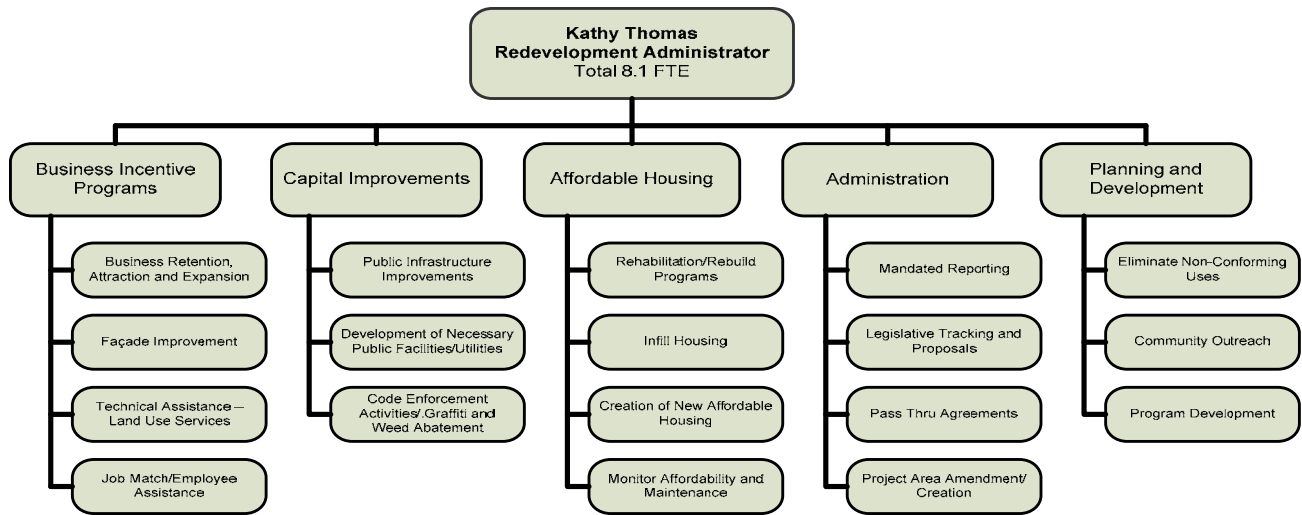 Kathy Thomas
Redevelopment Administrator
Total 8.1 FTE
Business Incentive
Programs
Business Retention,
Attraction and Expansion
Façade Improvement
Technical Assistance –
Land Use Services
Job Match/Employee
Assistance
Capital Improvements
Public Infrastructure
Improvements
Development of Necessary
Public Facilities/Utilities
Code Enforcement
Activities/.Graffiti and
Weed Abatement
Affordable Housing
Rehabilitation/Rebuild
Programs
Infill Housing
Creation of New Affordable
Housing
Monitor Affordability and
Maintenance
Administration
Mandated Reporting
Legislative Tracking and
Proposals
Pass Thru Agreements
Project Area Amendment/
Creation
Planning and
Development
Eliminate Non-Conforming
Uses
Community Outreach
Program Development